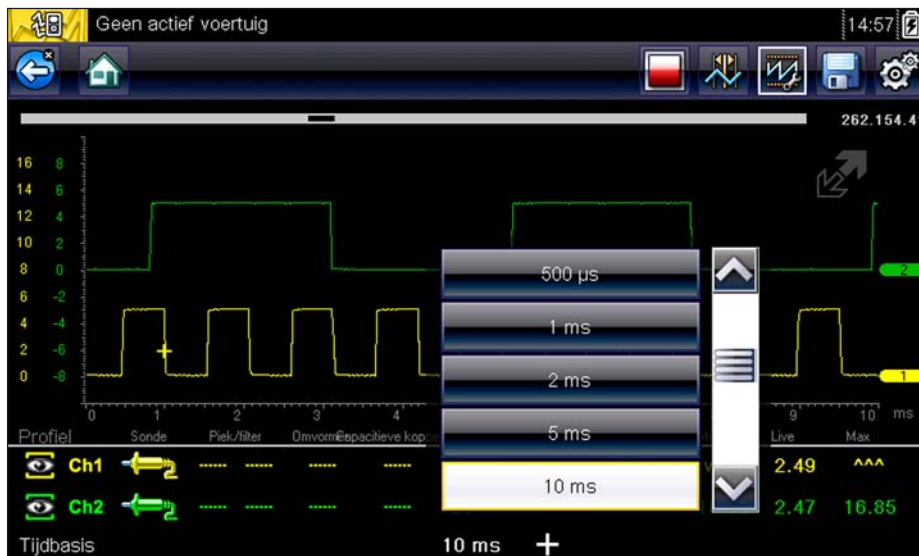 Geen actief voertuig 14:57
262.154.4
16 8
14 6
12 4
10 2
8 0 2
6 -2
4 -4
2 -6
0 -8 1
0 1 2 3 4 9 10 ms
Profiel Sonde Piek/filter Omvormen Capacitieve kop Live Max
Ch1 ------ ------ ------ 2.49 ^^^
Ch2 ------ ------ ------ 2.47 16.85
500 µs
1 ms
2 ms
5 ms
10 ms
Tijdbasis 10 ms +